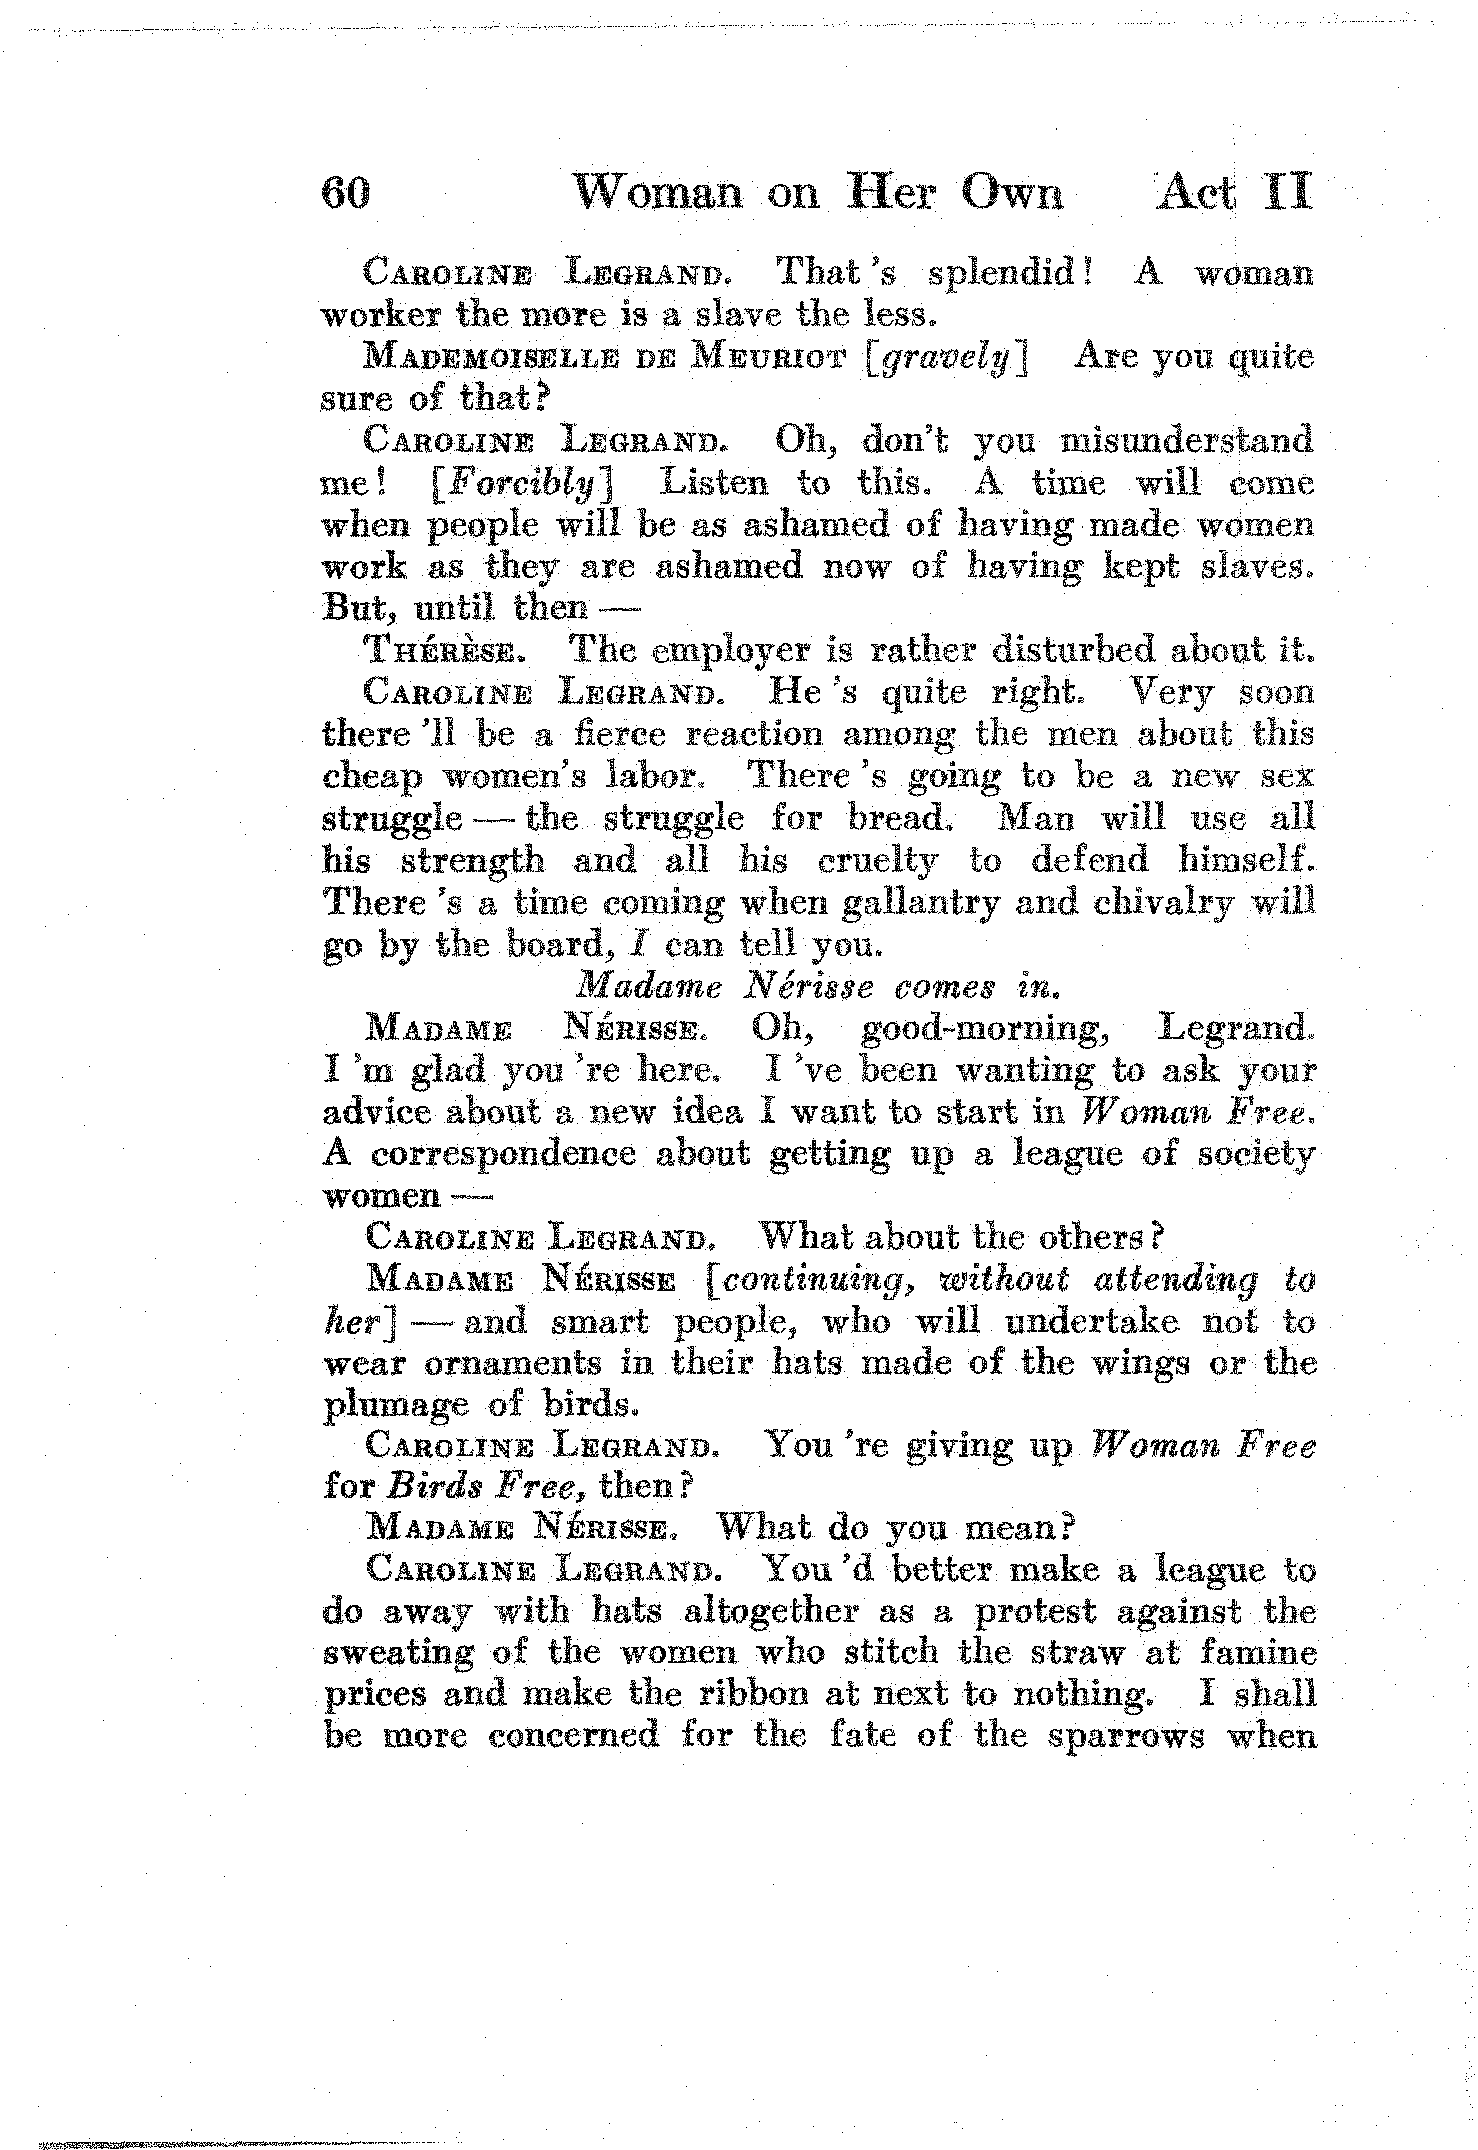 60 Woman on Her Own Act II
CAROLINE LEGRAND. That 's splendid! A woman
worker the more is a slave the less.
MADEMOISELLE DE MEURIOT [gravely] Are you quite
sure of that?
CAROLINE LEGRAND. Oh, don't you misunderstand
me! [Forcibly] Listen to this. A time will come
when people will be as ashamed of having made women
work as they are ashamed now of having kept slaves.
But, until then —
THÉRÈSE. The employer is rather disturbed about it.
CAROLINE LEGRAND. He 's quite right. Very soon
there 'll be a fierce reaction among the men about this
cheap women's labor. There 's going to be a new sex
struggle — the struggle for bread. Man will use all
his strength and all his cruelty to defend himself.
There 's a time coming when gallantry and chivalry will
go by the board, I can tell you.
Madame Nérisse comes in.
MADAME NÉRISSE. Oh, good-morning, Legrand.
I 'm glad you 're here. I 've been wanting to ask your
advice about a new idea I want to start in Woman Free.
A correspondence about getting up a league of society
women —
CAROLINE LEGRAND. What about the others?
MADAME NÉRISSE [continuing, without attending to
her] — and smart people, who will undertake not to
wear ornaments in their hats made of the wings or the
plumage of birds.
CAROLINE LEGRAND. You 're giving up Woman Free
for Birds Free, then?
MADAME NÉRISSE. What do you mean?
CAROLINE LEGRAND. You 'd better make a league to
do away with hats altogether as a protest against the
sweating of the women who stitch the straw at famine
prices and make the ribbon at next to nothing. I shall
be more concerned for the fate of the sparrows when